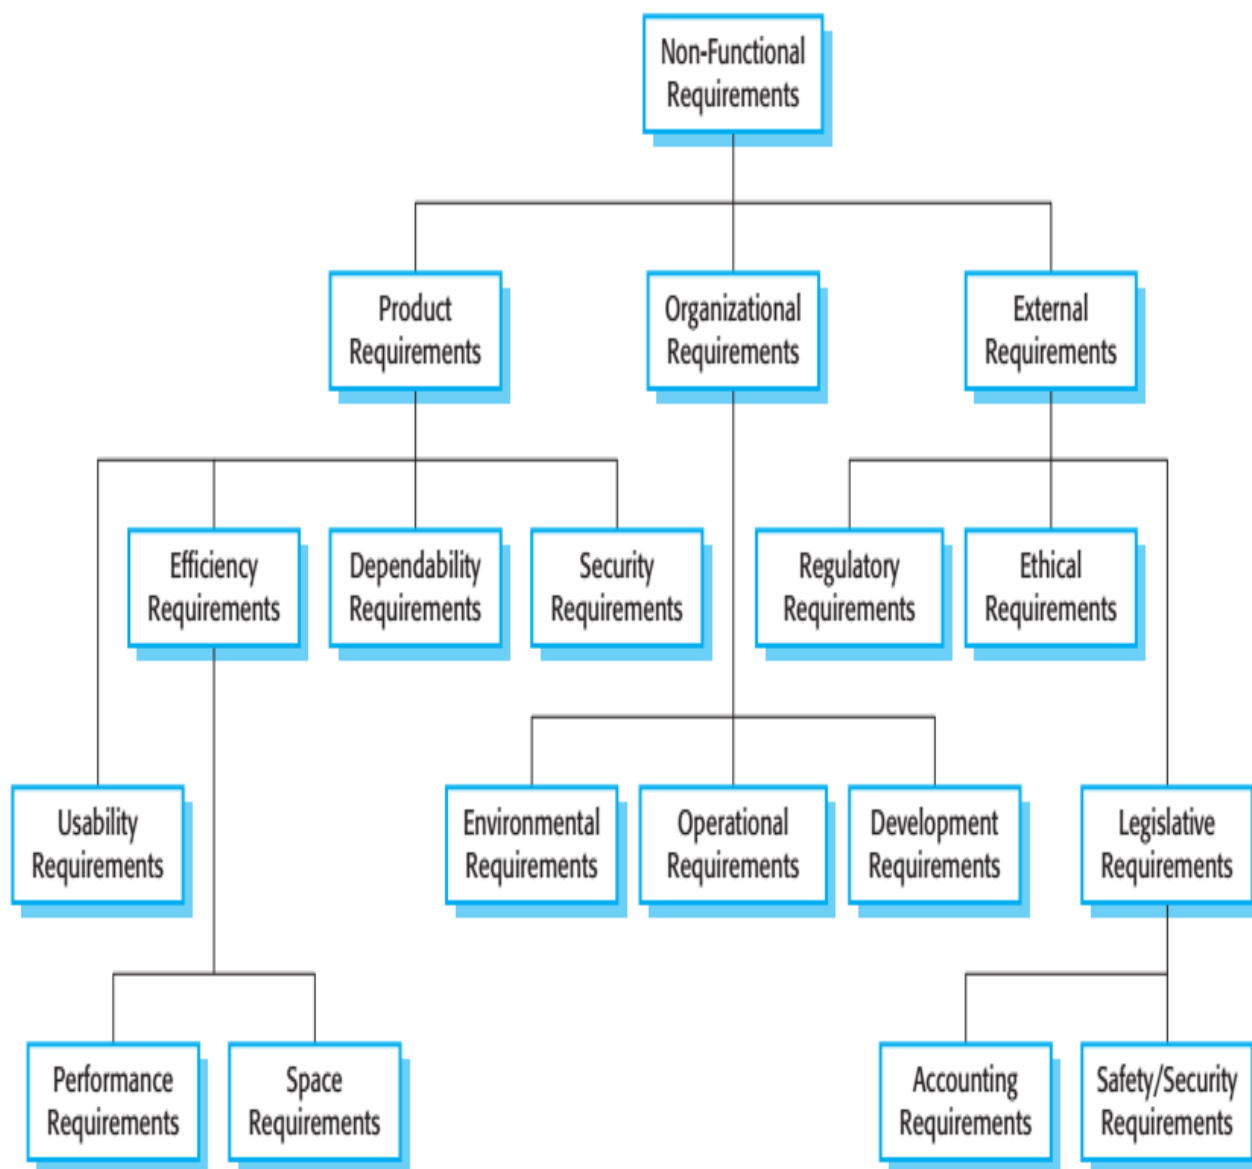 Non-Functional
Requirements
Product
Requirements
Organizational
Requirements
External
Requirements
Efficiency
Requirements
Dependability
Requirements
Security
Requirements
Regulatory
Requirements
Ethical
Requirements
Usability
Requirements
Environmental
Requirements
Operational
Requirements
Development
Requirements
Legislative
Requirements
Performance
Requirements
Space
Requirements
Accounting
Requirements
Safety/Security
Requirements